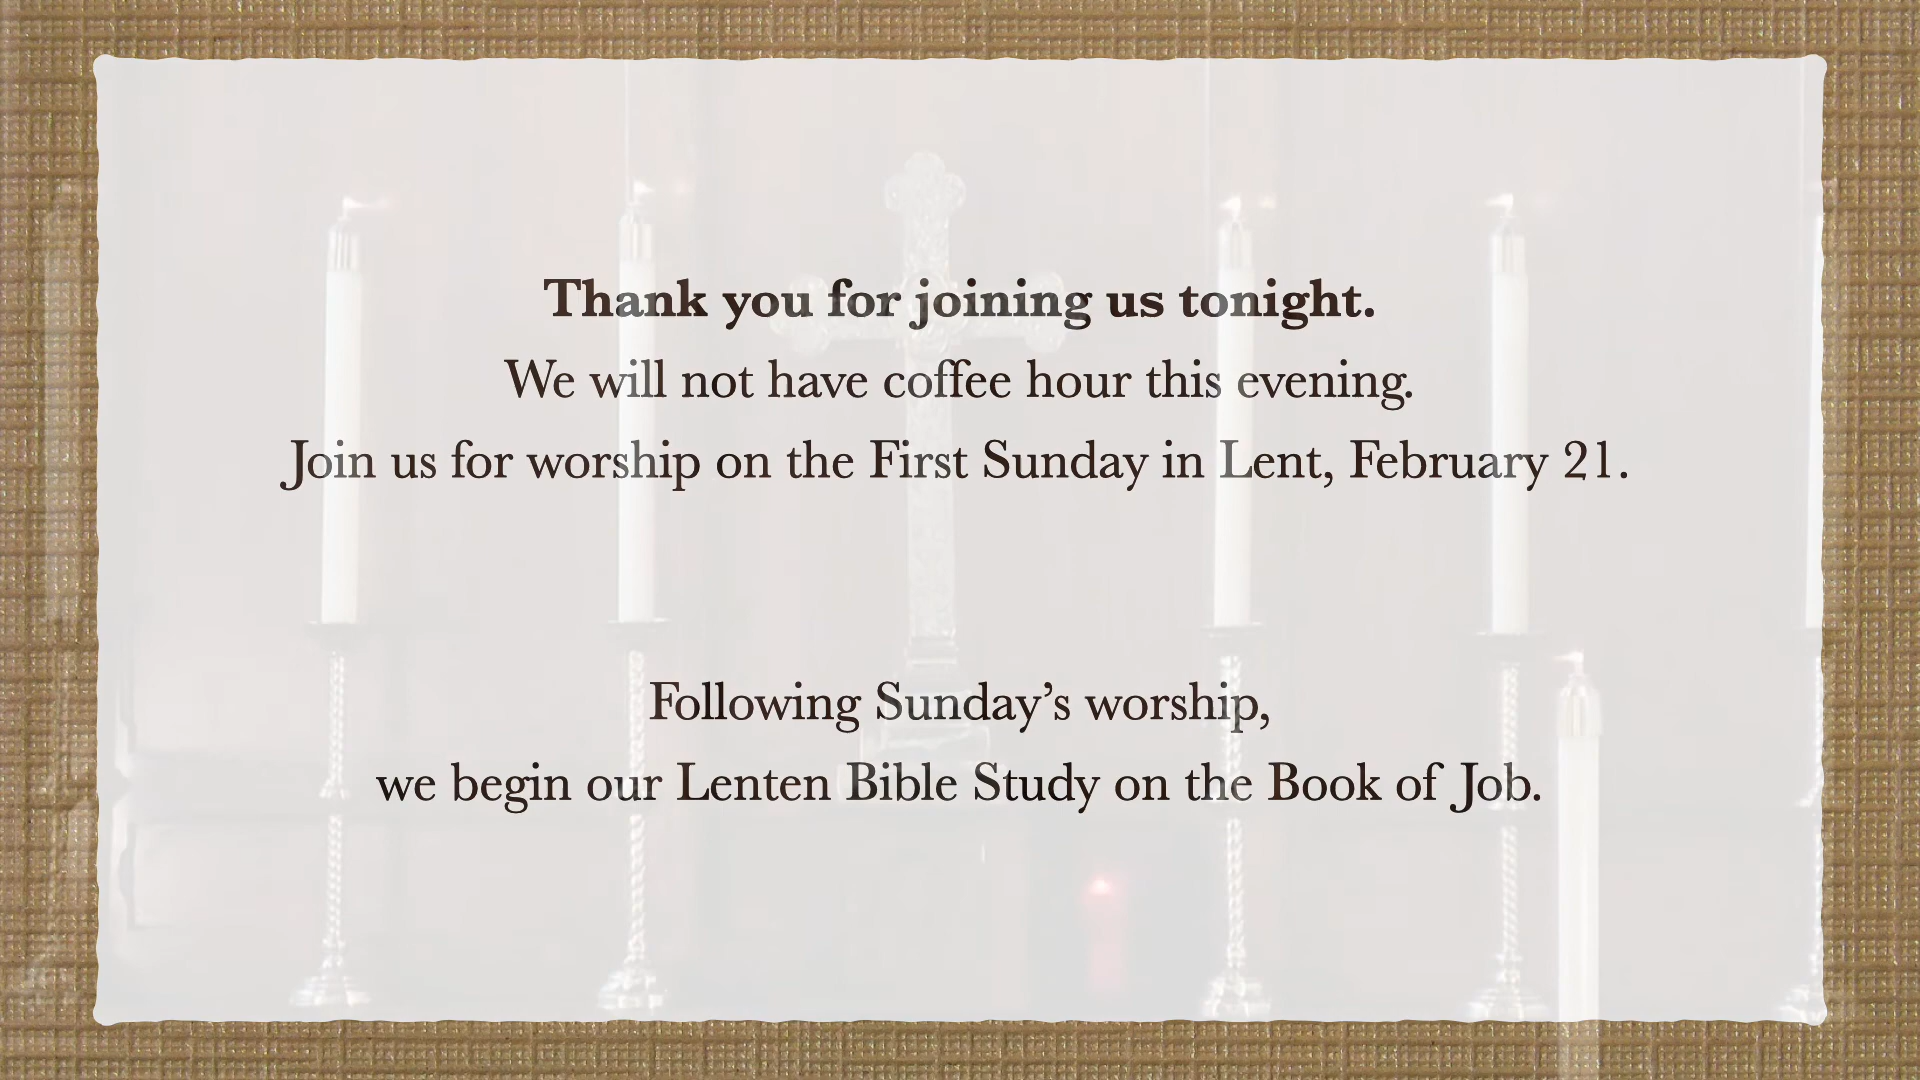 Thank you for joining us tonight.
We will not have coffee hour this evening.
Join us for worship on the First Sunday in Lent, February 21.
Following Sunday’s worship,
we begin our Lenten Bible Study on the Book of Job.